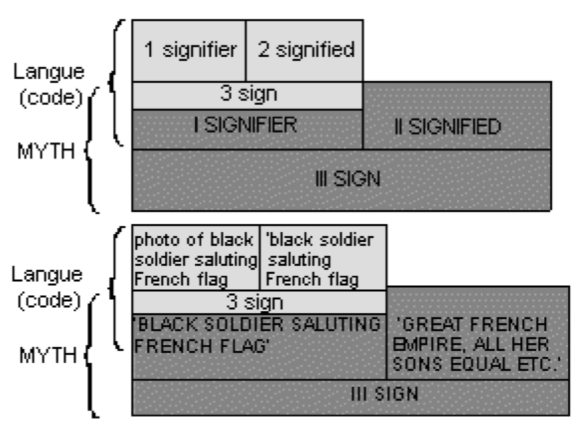 1 signifier
2 signified
Langue
(code)
3 sign
I SIGNIFIER
II SIGNIFIED
MYTH
III SIGN
photo of black
soldier saluting
French flag
'black soldier
saluting
French flag
Langue
(code)
3 sign
'BLACK SOLDIER SALUTING
FRENCH FLAG'
'GREAT FRENCH
EMPIRE, ALL HER
SONS EQUAL ETC.'
MYTH
III SIGN